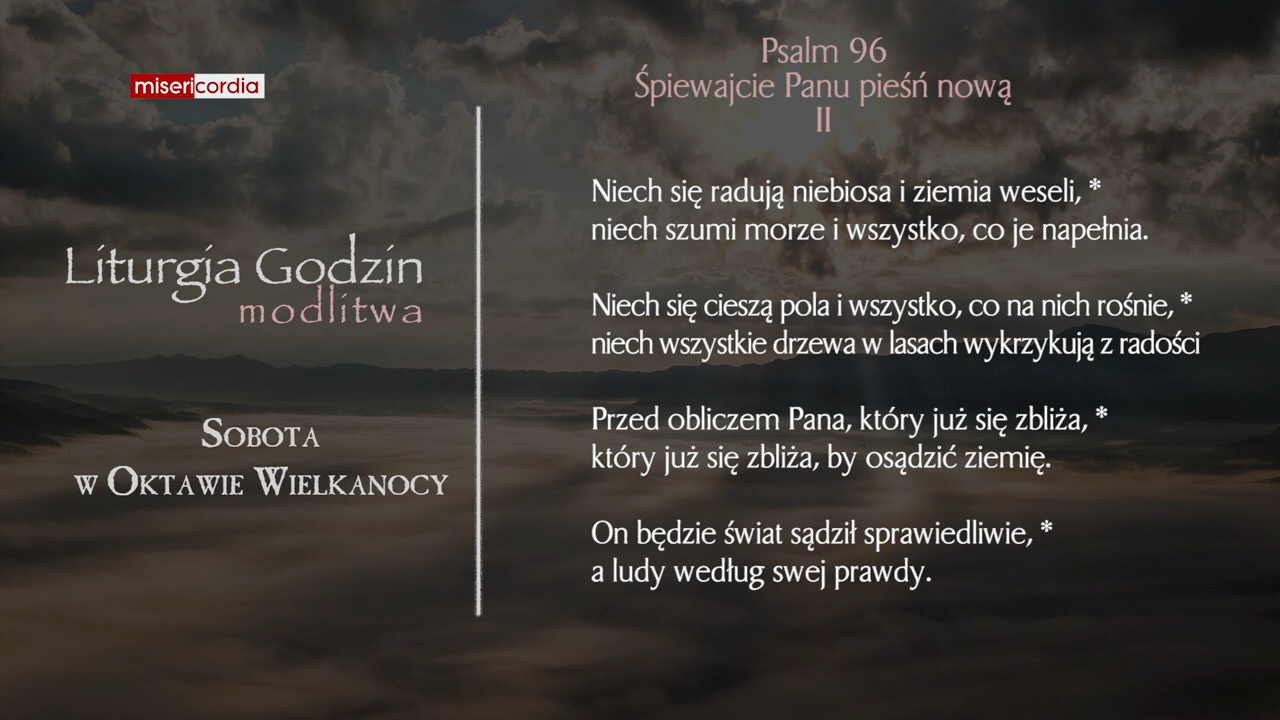 misericordia
Liturgia Godzin
modlitwa
Sobota
w Oktawie Wielkanocy
Psalm 96
Śpiewajcie Panu pieśń nową
II
Niech się radują niebiosa i ziemia weseli, *
niech szumi morze i wszystko, co je napełnia.
Niech się cieszą pola i wszystko, co na nich rośnie, *
niech wszystkie drzewa w lasach wykrzykują z radości
Przed obliczem Pana, który już się zbliża, *
który już się zbliża, by osądzić ziemię.
On będzie świat sądził sprawiedliwie, *
a ludy według swej prawdy.